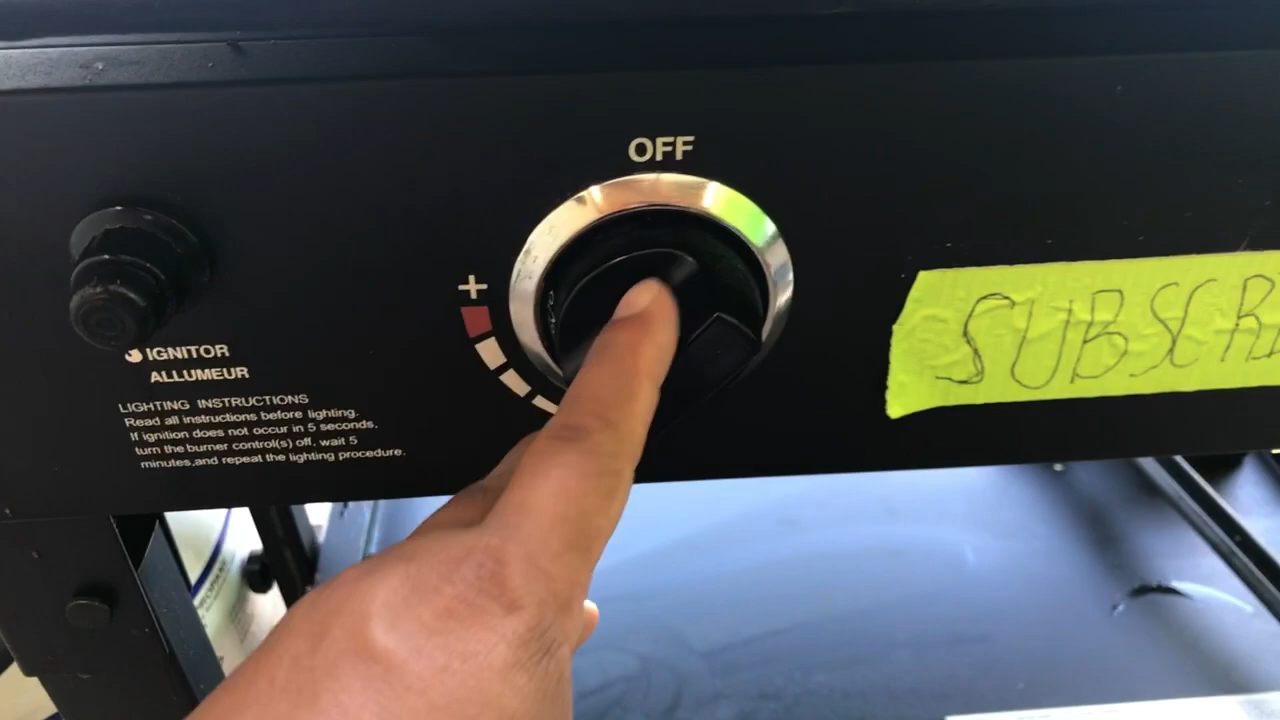 OFF
+
IGNITOR
ALLUMEUR
LIGHTING INSTRUCTIONS
Read all instructions before lighting.
If ignition does not occur in 5 seconds,
turn the burner control(s) off, wait 5
minutes,and repeat the lighting procedure.
SUBSCRI